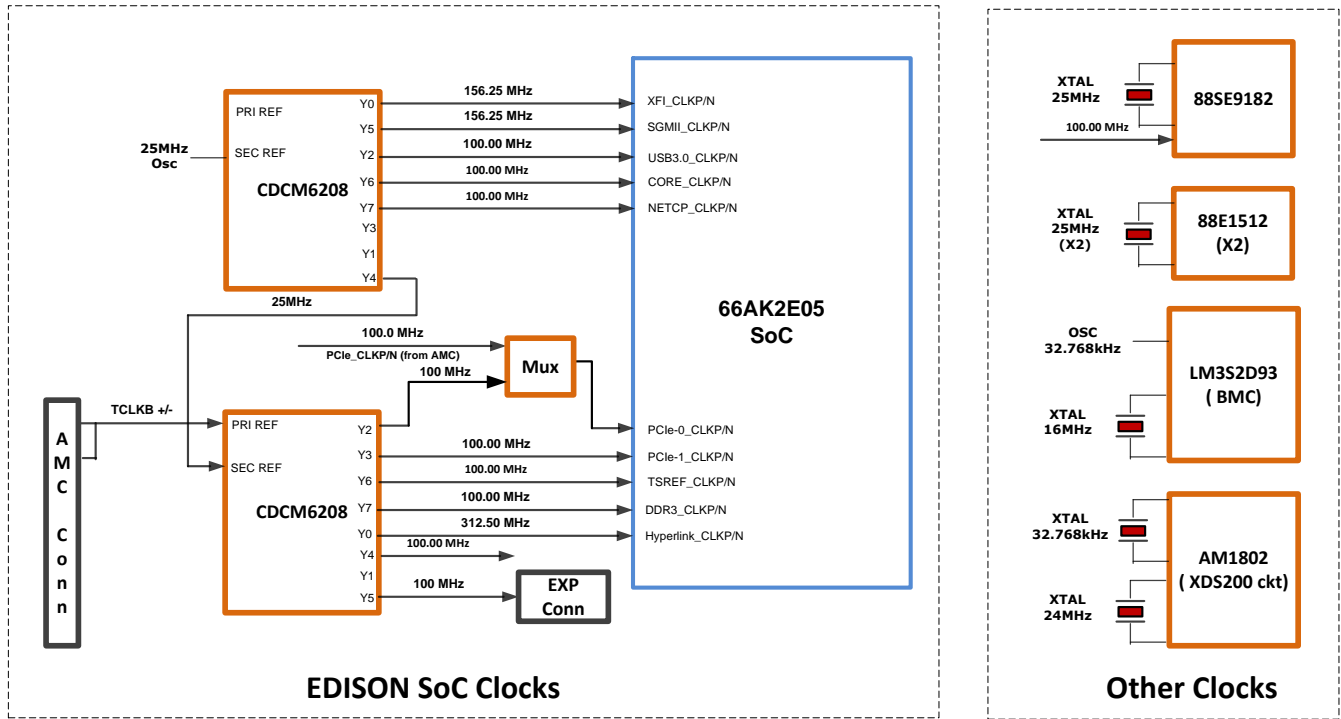 156.25 MHz
Y0
XFI_CLKP/N
PRI REF
156.25 MHz
Y5
SGMII_CLKP/N
25MHz
Osc
SEC REF
100.00 MHz
Y2
USB3.0_CLKP/N
CDCM6208
100.00 MHz
Y6
CORE_CLKP/N
100.00 MHz
Y7
NETCP_CLKP/N
Y3
Y1
Y4
25MHz
66AK2E05
SoC
100.0 MHz
PCIe_CLKP/N (from AMC)
Mux
100 MHz
TCLKB +/-
A
M
C
C
o
n
n
PRI REF
Y2
PCIe-0_CLKP/N
100.00 MHz
Y3
PCIe-1_CLKP/N
SEC REF
100.00 MHz
Y6
TSREF_CLKP/N
CDCM6208
100.00 MHz
Y7
DDR3_CLKP/N
312.50 MHz
Y0
Hyperlink_CLKP/N
100.00 MHz
Y4
Y1
100 MHz
Y5
EXP
Conn
EDISON SoC Clocks
XTAL
25MHz
88SE9182
100.00 MHz
XTAL
25MHz
(X2)
88E1512
(X2)
OSC
32.768kHz
LM3S2D93
( BMC)
XTAL
16MHz
XTAL
32.768kHz
AM1802
( XDS200 ckt)
XTAL
24MHz
Other Clocks